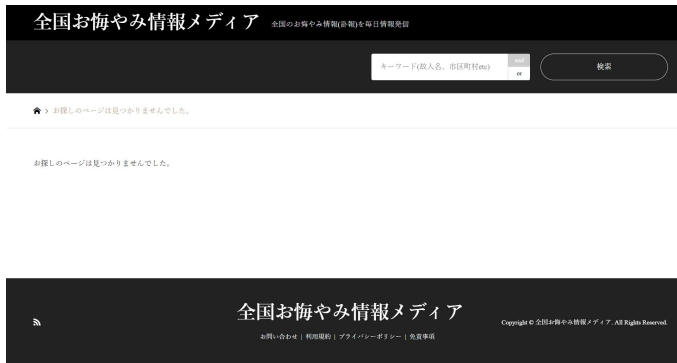 全国お悔やみ情報メディア 全国のお悔やみ情報(訃報)を毎日情報発信
キーワード(故人名、市区町村etc) and
or
検索
> お探しのページは見つかりませんでした。
お探しのページは見つかりませんでした。
全国お悔やみ情報メディア
お問い合わせ | 利用規約 | プライバシーポリシー | 免責事項
Copyright © 全国お悔やみ情報メディア. All Rights Reserved.